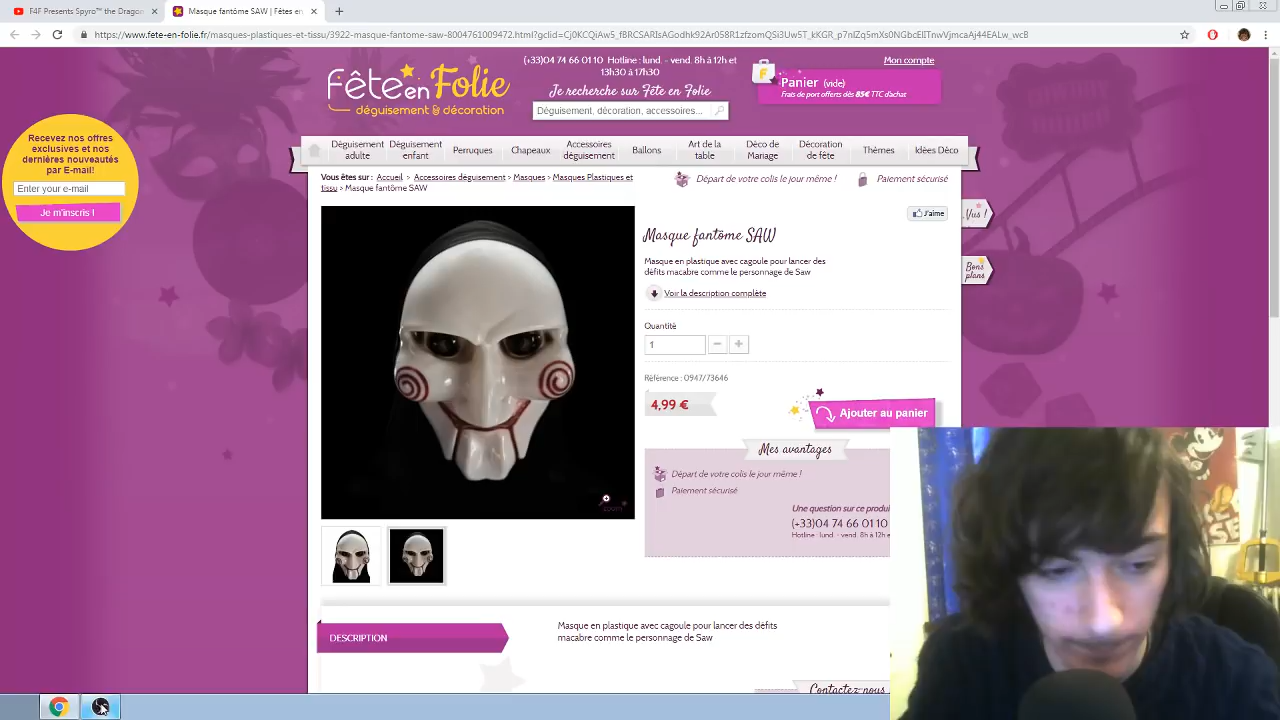 F4F Presents Spyro™ the Dragon
Masque fantôme SAW | Fêtes en
https://www.fete-en-folie.fr/masques-plastiques-et-tissu/3922-masque-fantome-saw-8004761009472.html
(+33)04 74 66 01 10 Hotline : lund. - vend. 8h à 12h et
13h30 à 17h30
Mon compte
Fête en Folie
déguisement & décoration
Je recherche sur Fête en Folie
Déguisement, décoration, accessoires...
Panier (vide)
Frais de port offerts dès 85€ TTC d'achat
Recevez nos offres
exclusives et nos
dernières nouveautés
par E-mail!
Enter your e-mail
Je m'inscris !
Déguisement adulte
Déguisement enfant
Perruques
Chapeaux
Accessoires déguisement
Ballons
Art de la table
Déco de Mariage
Décoration de fête
Thèmes
Idées Déco
Vous êtes sur : Accueil › Accessoires déguisement › Masques › Masques Plastiques et
tissu › Masque fantôme SAW
Départ de votre colis le jour même !
Paiement sécurisé
J'aime
Vus !
Bons plans
Masque fantôme SAW
Masque en plastique avec cagoule pour lancer des
défits macabre comme le personnage de Saw
Voir la description complète
Quantité
1
Référence : 0947/73646
4,99 €
Ajouter au panier
Mes avantages
Départ de votre colis le jour même !
Paiement sécurisé
Une question sur ce produi
(+33)04 74 66 01 10
Hotline : lund. - vend. 8h à 12h e
zoom
DESCRIPTION
Masque en plastique avec cagoule pour lancer des défits
macabre comme le personnage de Saw
Contactez-nous